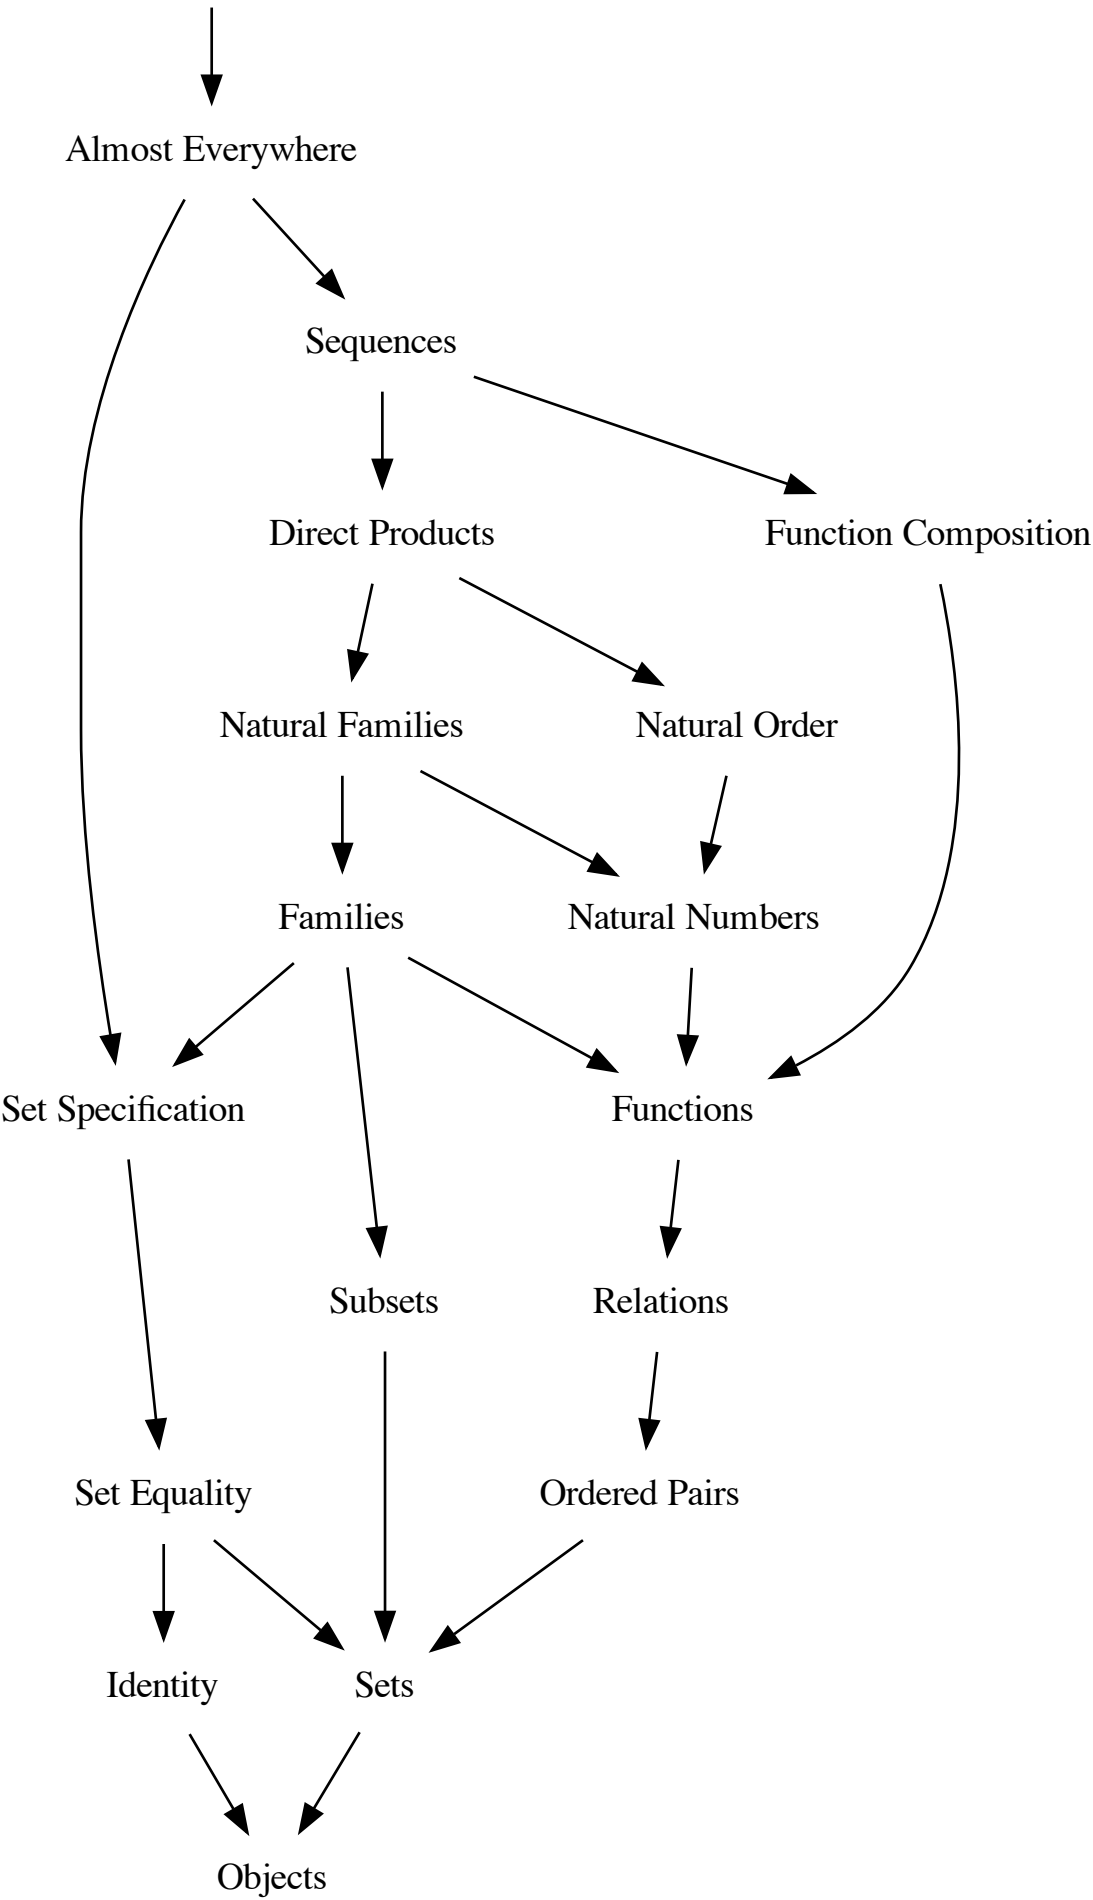 Almost Everywhere
Sequences
Direct Products
Function Composition
Natural Families
Natural Order
Families
Natural Numbers
Set Specification
Functions
Subsets
Relations
Set Equality
Ordered Pairs
Identity
Sets
Objects